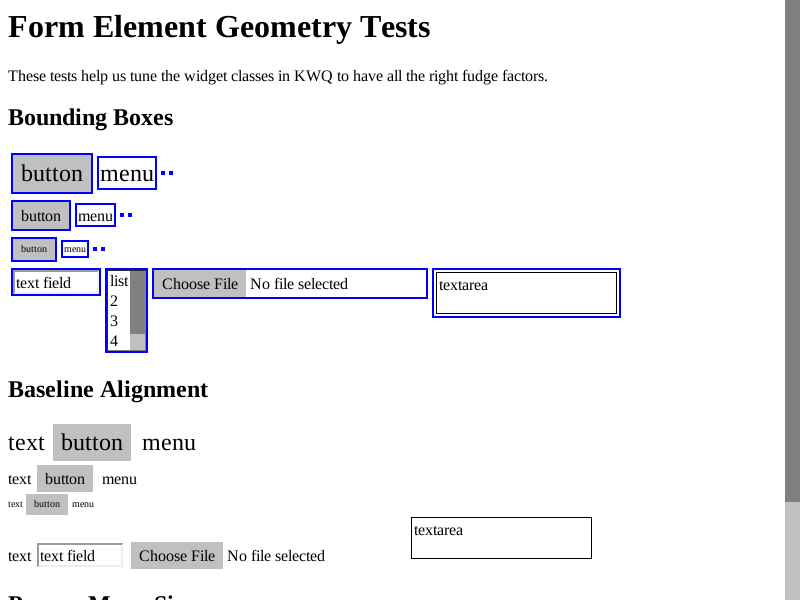 Form Element Geometry Tests
These tests help us tune the widget classes in KWQ to have all the right fudge factors.
Bounding Boxes
button menu
button menu
button menu
text field list Choose File No file selected textarea
2
3
4
Baseline Alignment
text button menu
text button menu
text button menu
textarea
text text field Choose File No file selected